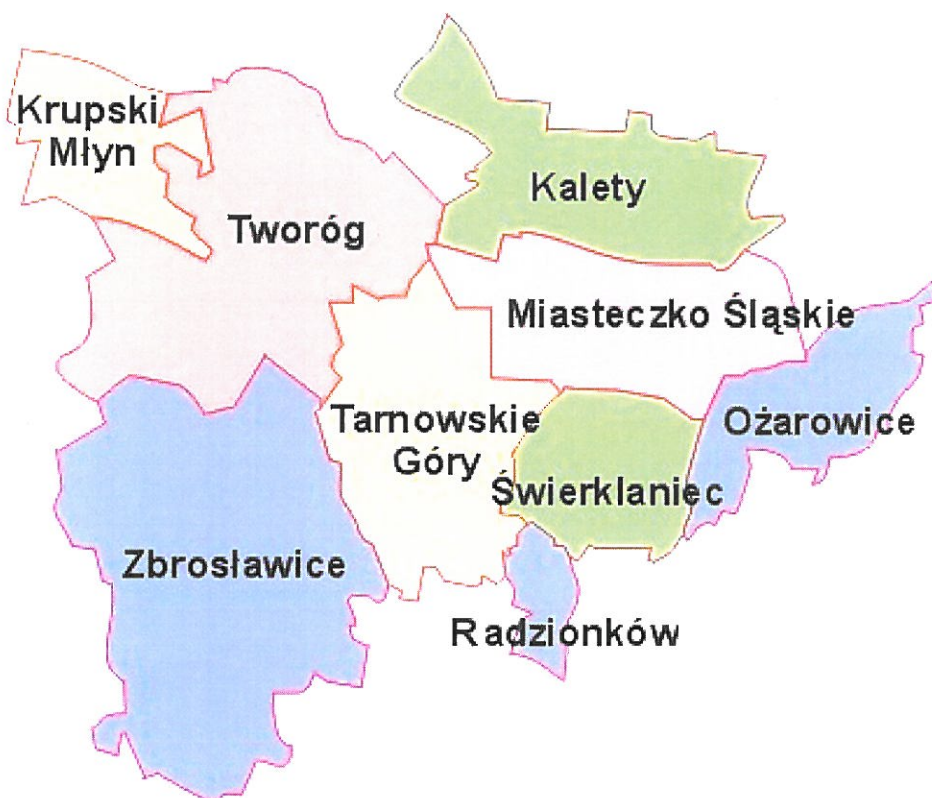 Krupski
Młyn
Kalety
Tworóg
Miasteczko Śląskie
Ożarowice
Tarnowskie
Góry
Świerklaniec
Zbrosławice
Radzionków